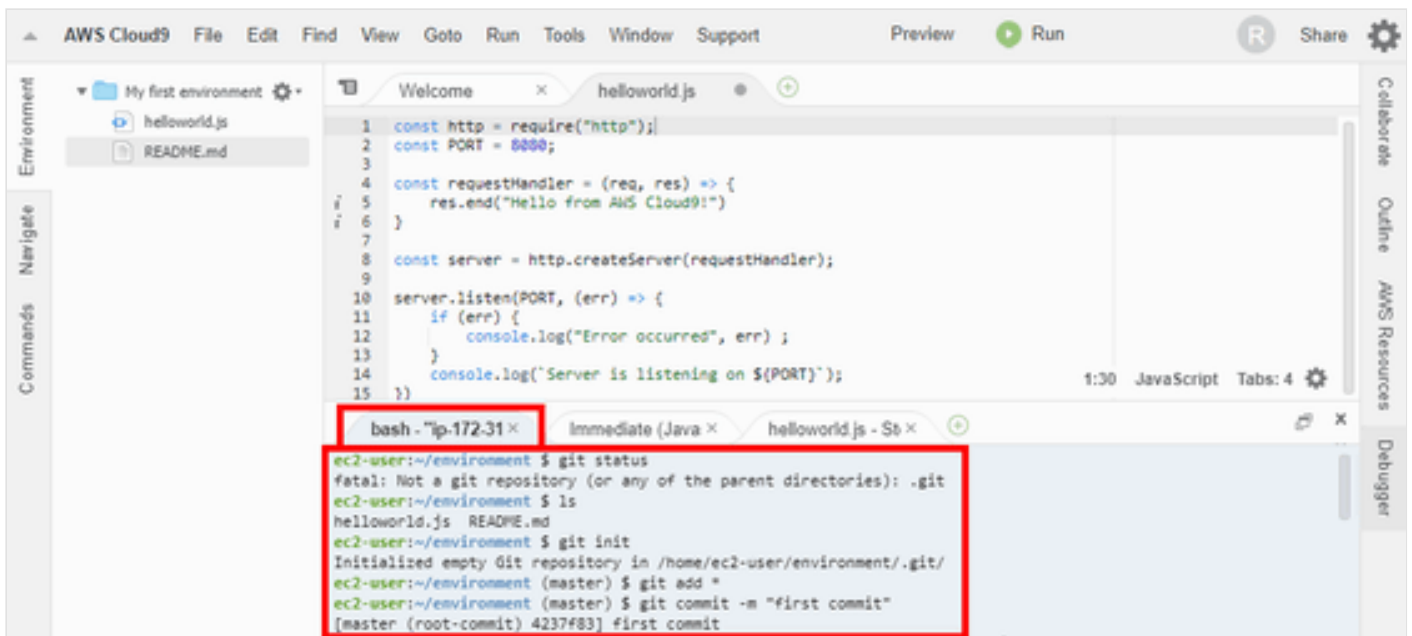 AWS Cloud9 File Edit Find View Goto Run Tools Window Support Preview Run R Share
Environment
Navigate
Commands
My first environment
helloworld.js
README.md
Welcome × helloworld.js
1 const http = require("http");
2 const PORT = 8080;
3
4 const requestHandler = (req, res) => {
i 5 res.end("Hello from AWS Cloud9!")
i 6 }
7
8 const server = http.createServer(requestHandler);
9
10 server.listen(PORT, (err) => {
11 if (err) {
12 console.log("Error occurred", err) ;
13 }
14 console.log(`Server is listening on ${PORT}`);
15 })
1:30 JavaScript Tabs: 4
bash - "ip-172-31 × Immediate (Java × helloworld.js - St ×
ec2-user:~/environment $ git status
fatal: Not a git repository (or any of the parent directories): .git
ec2-user:~/environment $ ls
helloworld.js README.md
ec2-user:~/environment $ git init
Initialized empty Git repository in /home/ec2-user/environment/.git/
ec2-user:~/environment (master) $ git add *
ec2-user:~/environment (master) $ git commit -m "first commit"
[master (root-commit) 4237f83] first commit
Collaborate
Outline
AWS Resources
Debugger